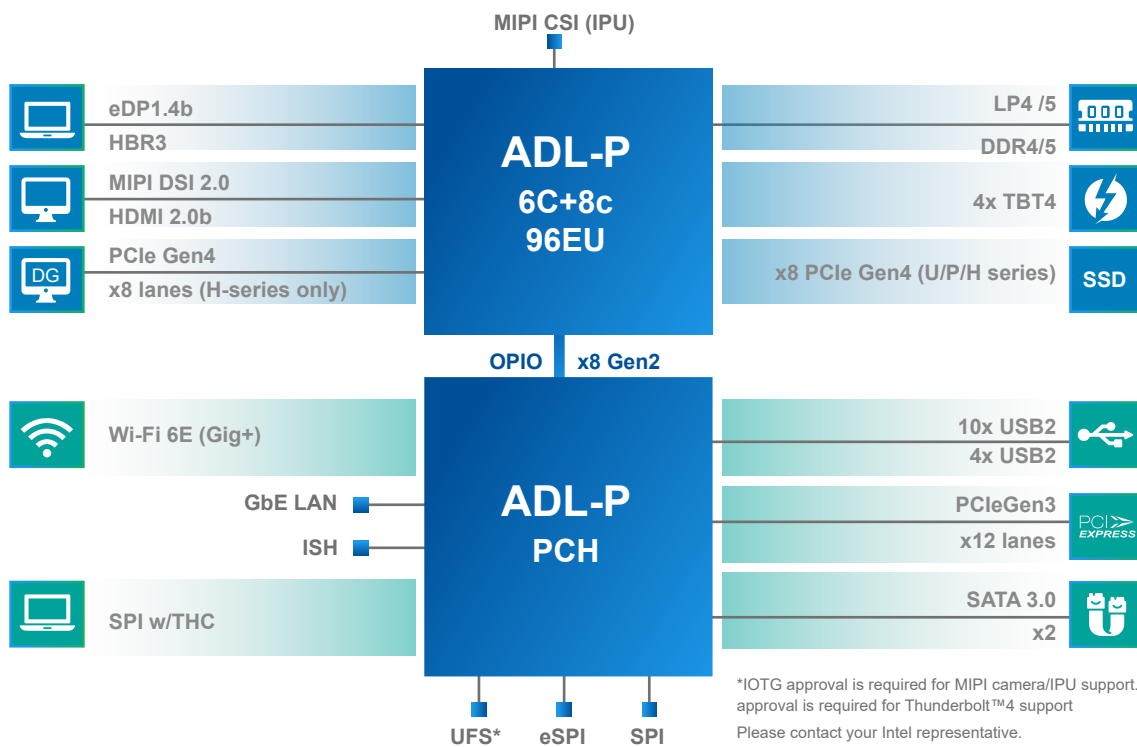 MIPI CSI (IPU)
eDP1.4b
HBR3
MIPI DSI 2.0
HDMI 2.0b
DG
PCIe Gen4
x8 lanes (H-series only)
ADL-P
6C+8c
96EU
LP4 /5
DDR4/5
4x TBT4
x8 PCIe Gen4 (U/P/H series)
SSD
OPIO x8 Gen2
Wi-Fi 6E (Gig+)
GbE LAN
ISH
SPI w/THC
ADL-P
PCH
10x USB2
4x USB2
PCIeGen3
x12 lanes
PCI
EXPRESS
SATA 3.0
x2
UFS* eSPI SPI
*IOTG approval is required for MIPI camera/IPU support.
approval is required for Thunderbolt™4 support
Please contact your Intel representative.